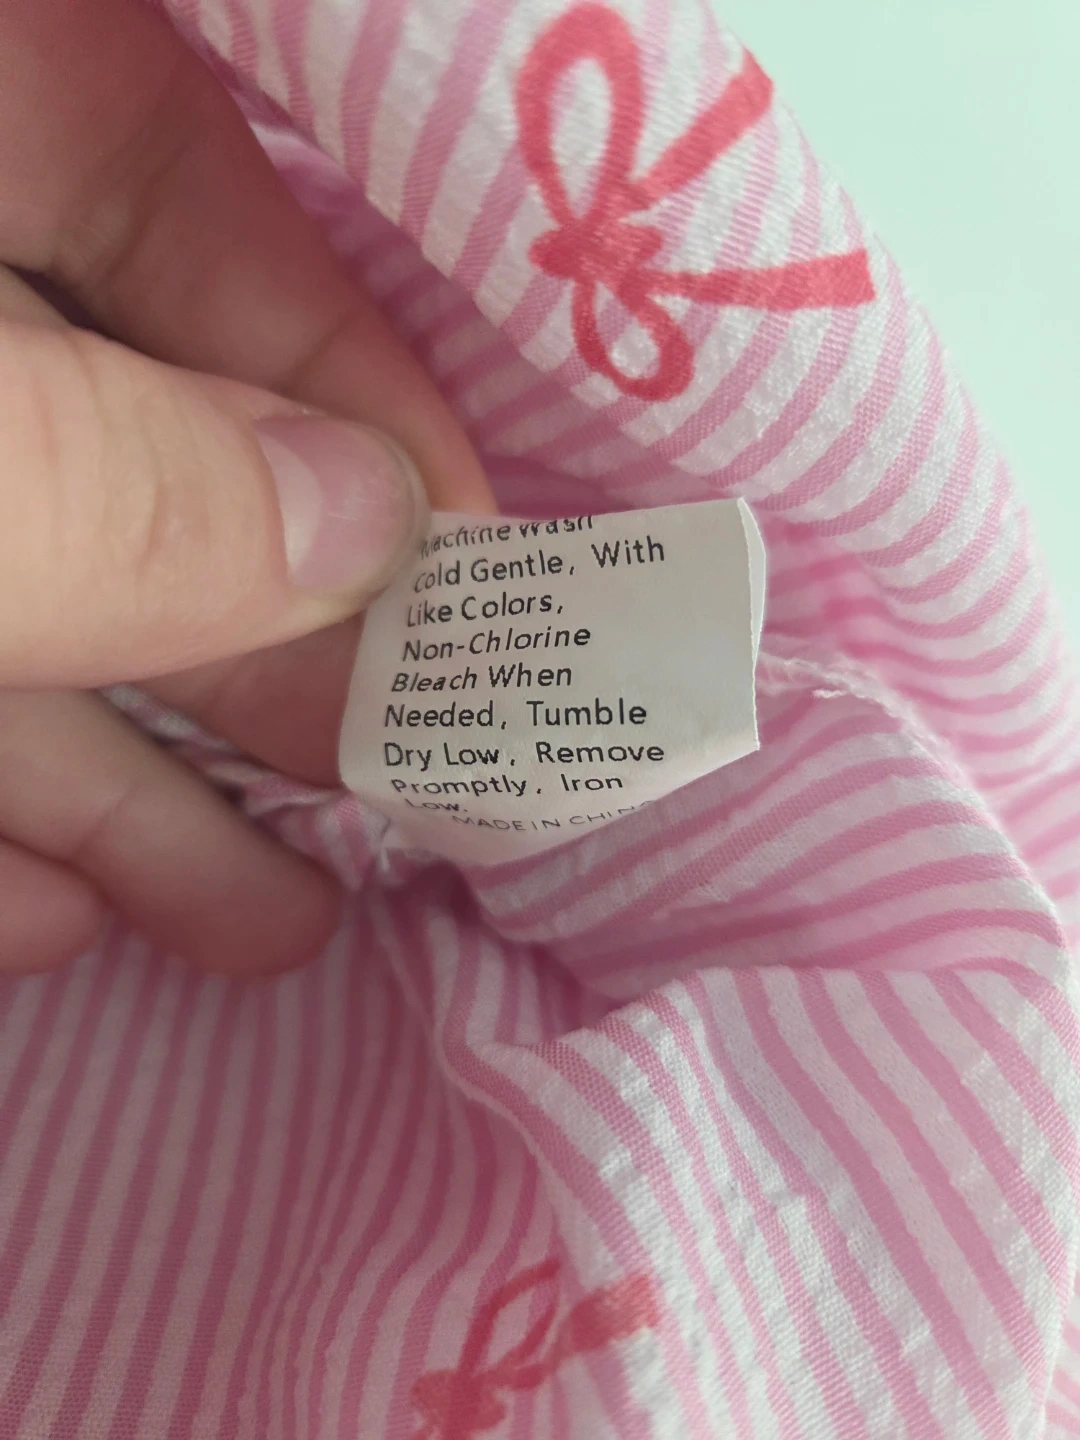 Machine Wash
Cold Gentle, With
Like Colors,
Non-Chlorine
Bleach When
Needed, Tumble
Dry Low, Remove
Promptly, Iron
Low.
MADE IN CHINA